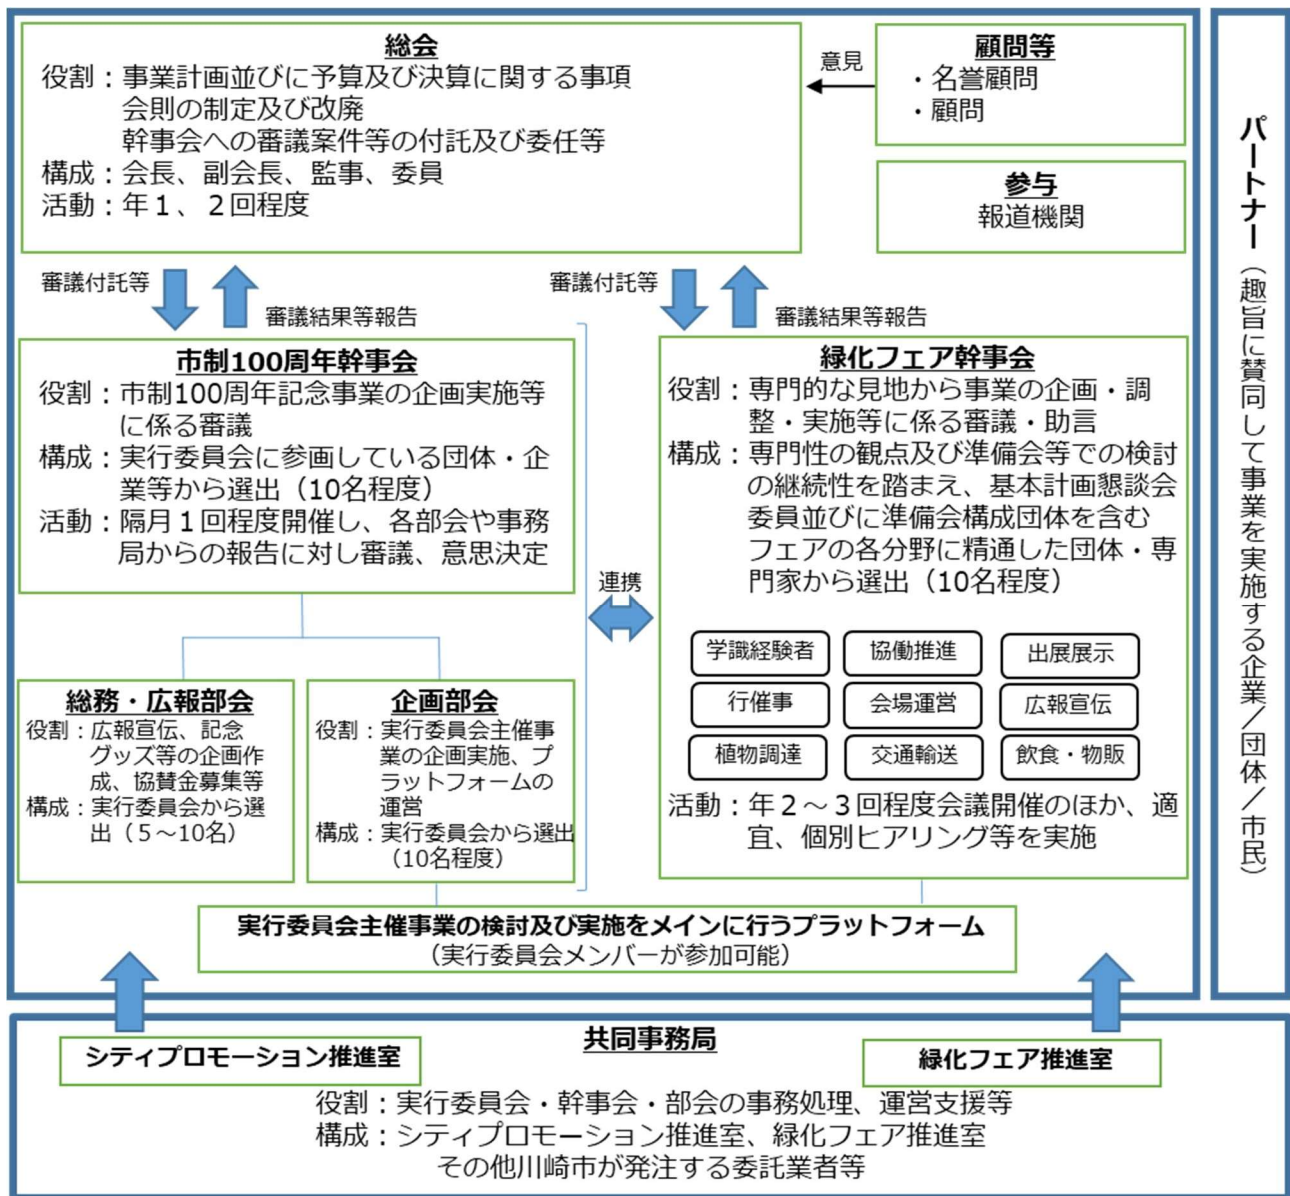 総会
役割：事業計画並びに予算及び決算に関する事項
会則の制定及び改廃
幹事会への審議案件等の付託及び委任等
構成：会長、副会長、監事、委員
活動：年１、２回程度
意見
顧問等
・名誉顧問
・顧問
参与
報道機関
パートナー（趣旨に賛同して事業を実施する企業／団体／市民）
審議付託等
審議結果等報告
審議付託等
審議結果等報告
市制100周年幹事会
役割：市制100周年記念事業の企画実施等
に係る審議
構成：実行委員会に参画している団体・企
業等から選出（10名程度）
活動：隔月１回程度開催し、各部会や事務
局からの報告に対し審議、意思決定
連携
緑化フェア幹事会
役割：専門的な見地から事業の企画・調
整・実施等に係る審議・助言
構成：専門性の観点及び準備会等での検討
の継続性を踏まえ、基本計画懇談会
委員並びに準備会構成団体を含む
フェアの各分野に精通した団体・専
門家から選出（10名程度）
学識経験者
協働推進
出展展示
行催事
会場運営
広報宣伝
植物調達
交通輸送
飲食・物販
活動：年２～３回程度会議開催のほか、適
宜、個別ヒアリング等を実施
総務・広報部会
役割：広報宣伝、記念
グッズ等の企画作
成、協賛金募集等
構成：実行委員会から選
出（５～10名）
企画部会
役割：実行委員会主催事
業の企画実施、プ
ラットフォームの
運営
構成：実行委員会から選出
（10名程度）
実行委員会主催事業の検討及び実施をメインに行うプラットフォーム
（実行委員会メンバーが参加可能）
共同事務局
シティプロモーション推進室
緑化フェア推進室
役割：実行委員会・幹事会・部会の事務処理、運営支援等
構成：シティプロモーション推進室、緑化フェア推進室
その他川崎市が発注する委託業者等